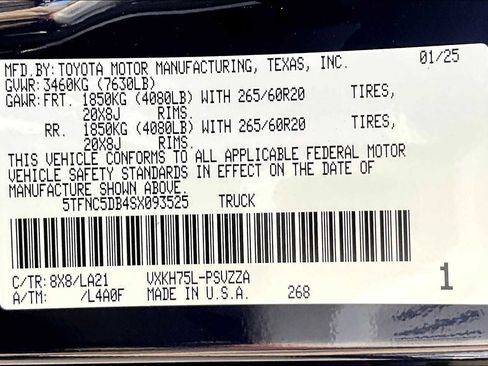 MFD.BY: TOYOTA MOTOR MANUFACTURING, TEXAS, INC. 01/25
GVWR: 3460KG (7630LB)
GAWR: FRT. 1850KG (4080LB) WITH 265/60R20 TIRES,
20X8J RIMS.
RR. 1850KG (4080LB) WITH 265/60R20 TIRES,
20X8J RIMS.
THIS VEHICLE CONFORMS TO ALL APPLICABLE FEDERAL MOTOR
VEHICLE SAFETY STANDARDS IN EFFECT ON THE DATE OF
MANUFACTURE SHOWN ABOVE.
5TFNC5DB4SX093525 TRUCK
C/TR: 8X8/LA21 VXKH75L-PSVZZA
A/TM: /L4A0F MADE IN U.S.A. 268
1